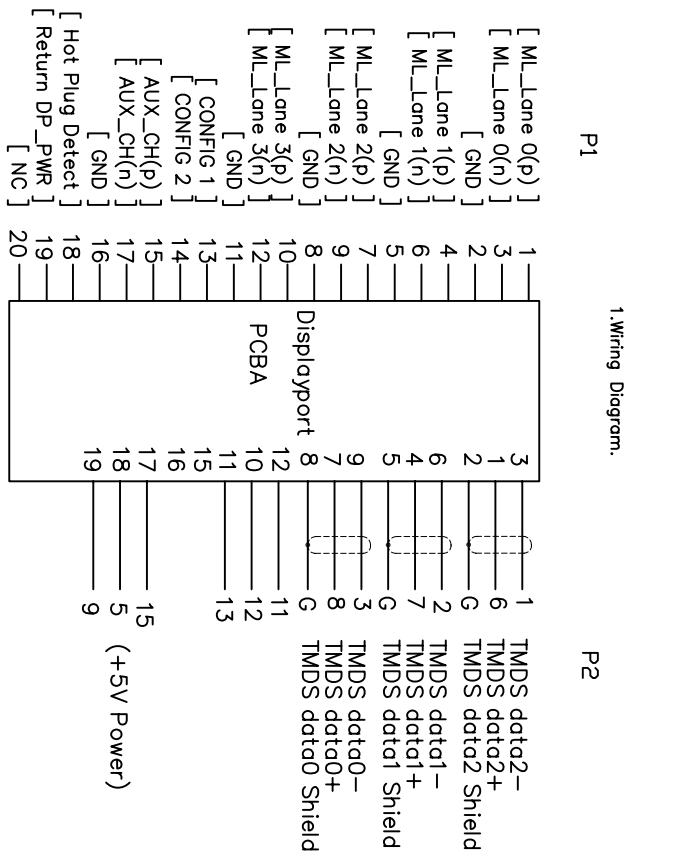 1.Wiring Diagram.
P1
P2
[ ML_Lane 0(p) ] 1
[ ML_Lane 0(n) ] 3
[ GND ] 2
[ ML_Lane 1(p) ] 4
[ ML_Lane 1(n) ] 6
[ GND ] 5
[ ML_Lane 2(p) ] 7
[ ML_Lane 2(n) ] 9
[ GND ] 8
[ ML_Lane 3(p) ] 10
[ ML_Lane 3(n) ] 12
[ GND ] 11
[ CONFIG 1 ] 13
[ CONFIG 2 ] 14
[ AUX_CH(p) ] 15
[ AUX_CH(n) ] 17
[ GND ] 16
[ Hot Plug Detect ] 18
[ Return DP_PWR ] 19
[ NC ] 20
Displayport
PCBA
3 1 TMDS data2-
1 6 TMDS data2+
2 G TMDS data2 Shield
6 2 TMDS data1-
4 7 TMDS data1+
5 G TMDS data1 Shield
9 3 TMDS data0-
7 8 TMDS data0+
8 G TMDS data0 Shield
12 11
10 12
11 13
15
16
17 15
18 5 (+5V Power)
19 9